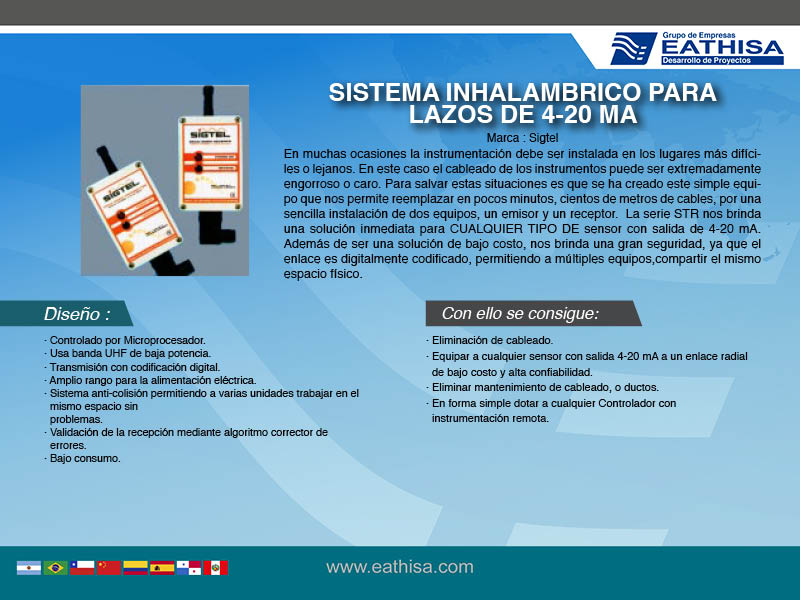 Grupo de Empresas
EATHISA
Desarrollo de Proyectos
SISTEMA INHALAMBRICO PARA
LAZOS DE 4-20 MA
Marca : Sigtel
En muchas ocasiones la instrumentación debe ser instalada en los lugares más difíci-
les o lejanos. En este caso el cableado de los instrumentos puede ser extremadamente
engorroso o caro. Para salvar estas situaciones es que se ha creado este simple equi-
po que nos permite reemplazar en pocos minutos, cientos de metros de cables, por una
sencilla instalación de dos equipos, un emisor y un receptor. La serie STR nos brinda
una solución inmediata para CUALQUIER TIPO DE sensor con salida de 4-20 mA.
Además de ser una solución de bajo costo, nos brinda una gran seguridad, ya que el
enlace es digitalmente codificado, permitiendo a múltiples equipos,compartir el mismo
espacio físico.
SIGTEL
SIGTEL
Diseño :
· Controlado por Microprocesador.
· Usa banda UHF de baja potencia.
· Transmisión con codificación digital.
· Amplio rango para la alimentación eléctrica.
· Sistema anti-colisión permitiendo a varias unidades trabajar en el
mismo espacio sin
problemas.
· Validación de la recepción mediante algoritmo corrector de
errores.
· Bajo consumo.
Con ello se consigue:
· Eliminación de cableado.
· Equipar a cualquier sensor con salida 4-20 mA a un enlace radial
de bajo costo y alta confiabilidad.
· Eliminar mantenimiento de cableado, o ductos.
· En forma simple dotar a cualquier Controlador con
instrumentación remota.
www.eathisa.com